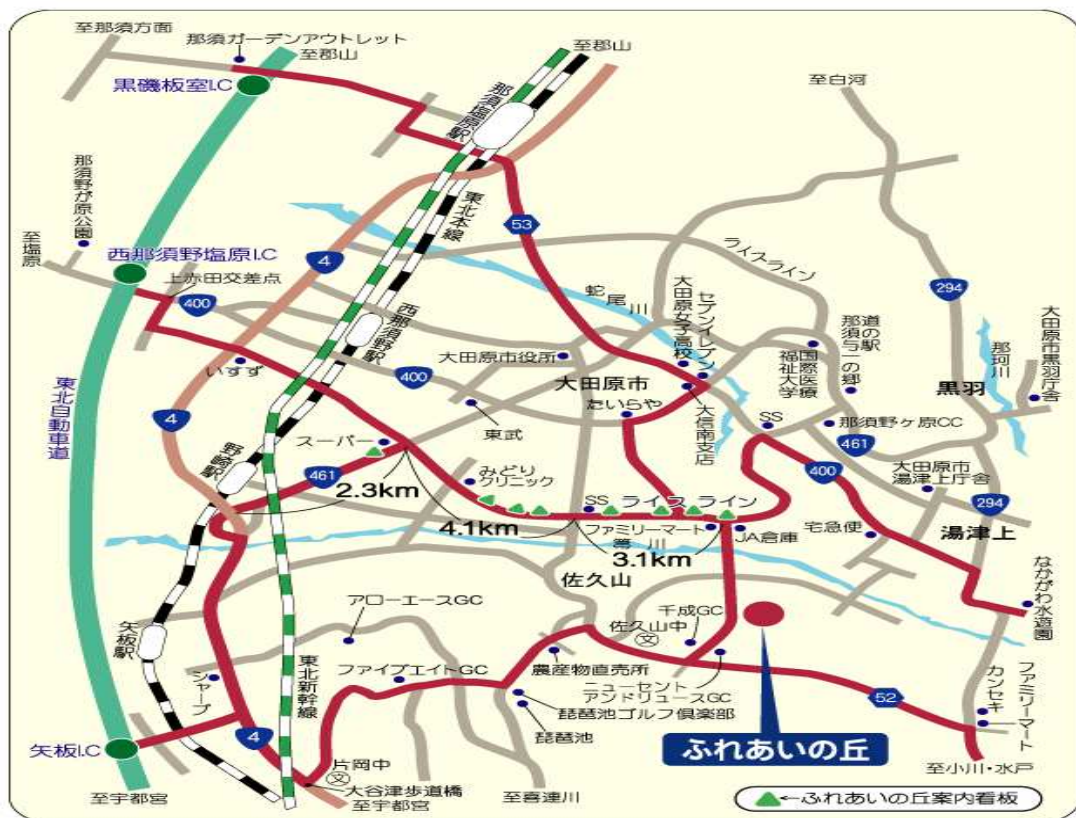 至那須方面
那須ガーデンアウトレット
至郡山
至郡山
黒磯板室I.C
那須塩原駅
至白河
那須野が原公園
至塩原
西那須野塩原I.C
上赤田交差点
東北本線
53
4
ライスライン
294
400
西那須野駅
蛇尾川
大田原女子高校
セブンイレブン
道の駅
那須与一の郷
国際医療
福祉大学
那珂川
大田原市黒羽庁舎
黒羽
いすず
大田原市役所
400
大田原市
たいらや
大信南支店
SS
那須野ヶ原CC
461
東北自動車道
4
野崎駅
スーパー
東武
461
みどり
クリニック
400
大田原市
湯津上庁舎
294
2.3km
4.1km
SS
ライスライン
ファミリーマート
箒川
3.1km
JA倉庫
宅急便
湯津上
佐久山
なかがわ水遊園
矢板駅
アローエースGC
千成GC
佐久山中
文
シャープ
ファイブエイトGC
農産物直売所
ニューセント
アンドリュースGC
琵琶池ゴルフ倶楽部
琵琶池
52
カンセキ
ファミリーマート
東北新幹線
4
矢板I.C
ふれあいの丘
片岡中
文
大谷津歩道橋
至宇都宮
至宇都宮
至喜連川
至小川・水戸
←ふれあいの丘案内看板